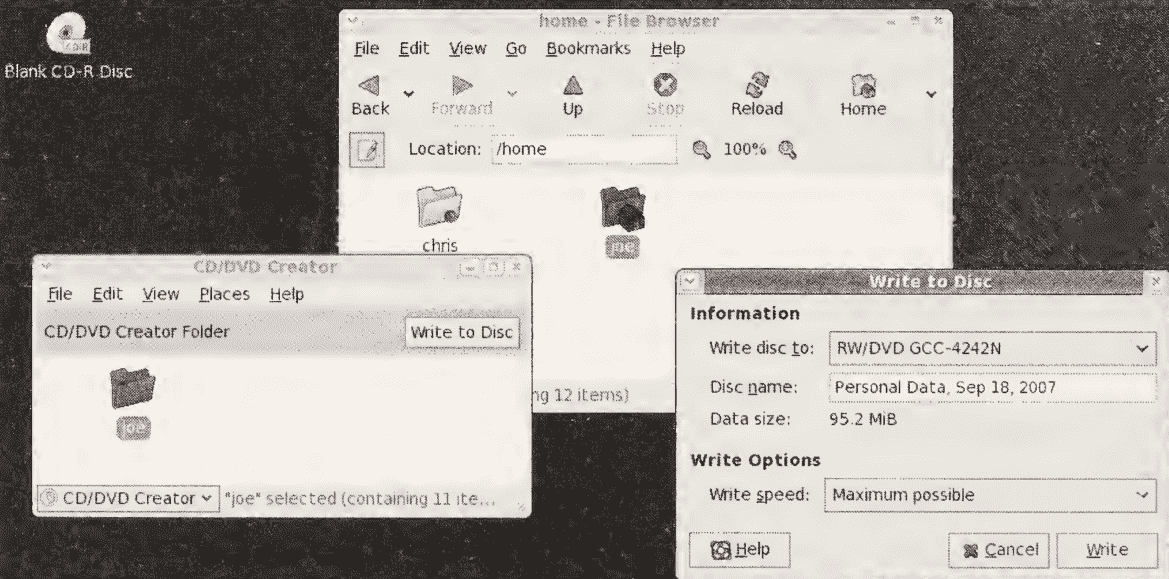 Blank CD-R Disc
home - File Browser
File Edit View Go Bookmarks Help
Back Forward Up Stop Reload Home
Location: /home 100%
chris joe
ng 12 items)
CD/DVD Creator
File Edit View Places Help
CD/DVD Creator Folder Write to Disc
joe
CD/DVD Creator "joe" selected (containing 11 ite...
Write to Disc
Information
Write disc to: RW/DVD GCC-4242N
Disc name: Personal Data, Sep 18, 2007
Data size: 95.2 MiB
Write Options
Write speed: Maximum possible
Help Cancel Write